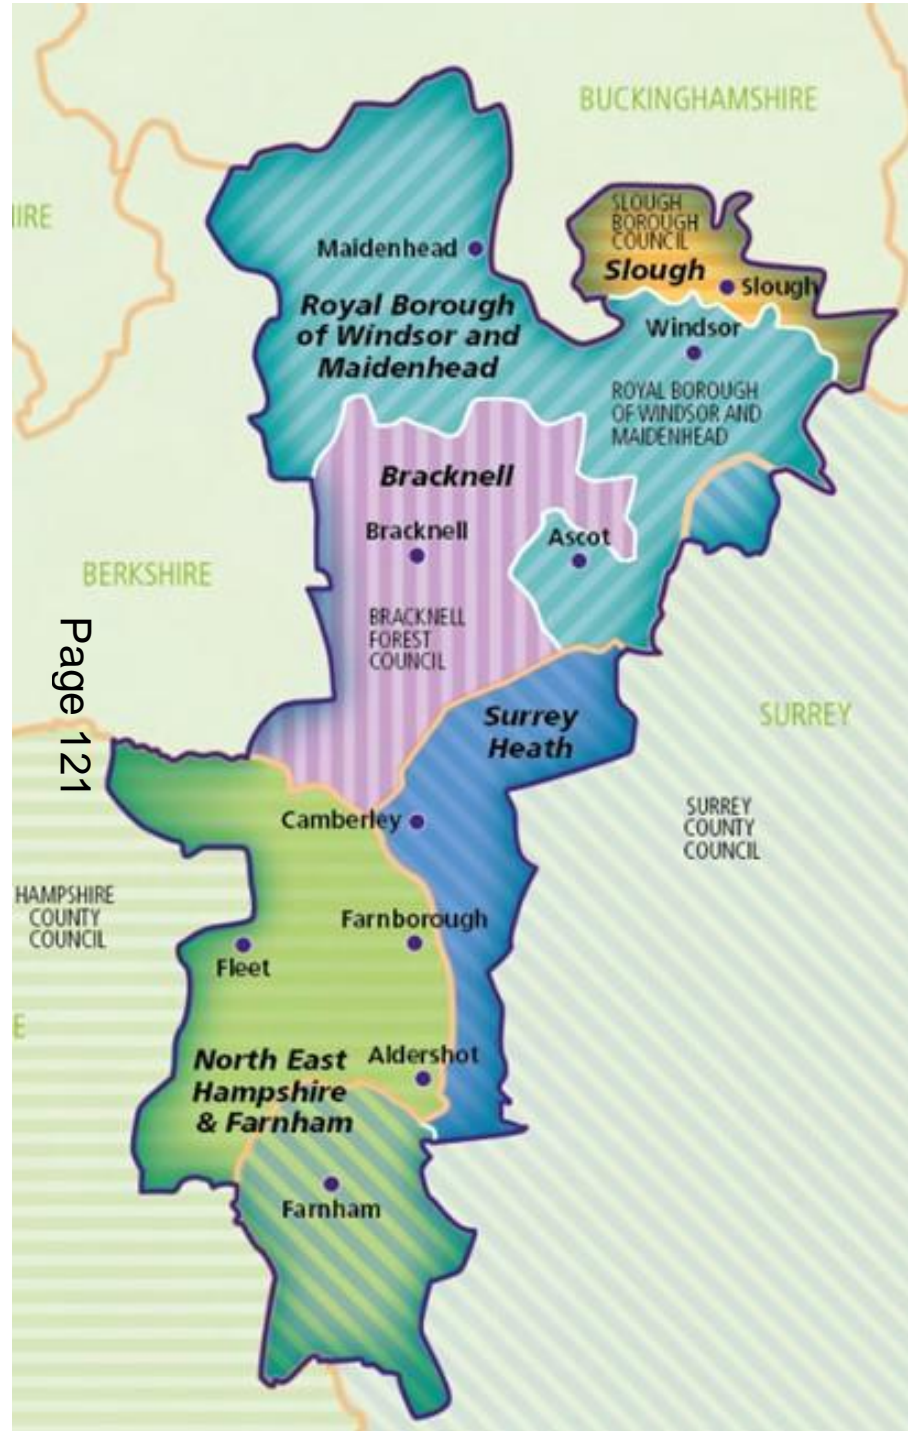 BUCKINGHAMSHIRE
IRE
SLOUGH
BOROUGH
COUNCIL
Slough
Slough
Maidenhead
Royal Borough
of Windsor and
Maidenhead
Windsor
ROYAL BOROUGH
OF WINDSOR AND
MAIDENHEAD
Bracknell
Bracknell
Ascot
BERKSHIRE
BRACKNELL
FOREST
COUNCIL
Page 121
Surrey
Heath
SURREY
SURREY
COUNTY
COUNCIL
Camberley
HAMPSHIRE
COUNTY
COUNCIL
Farnborough
Fleet
E
North East
Hampshire
& Farnham
Aldershot
Farnham